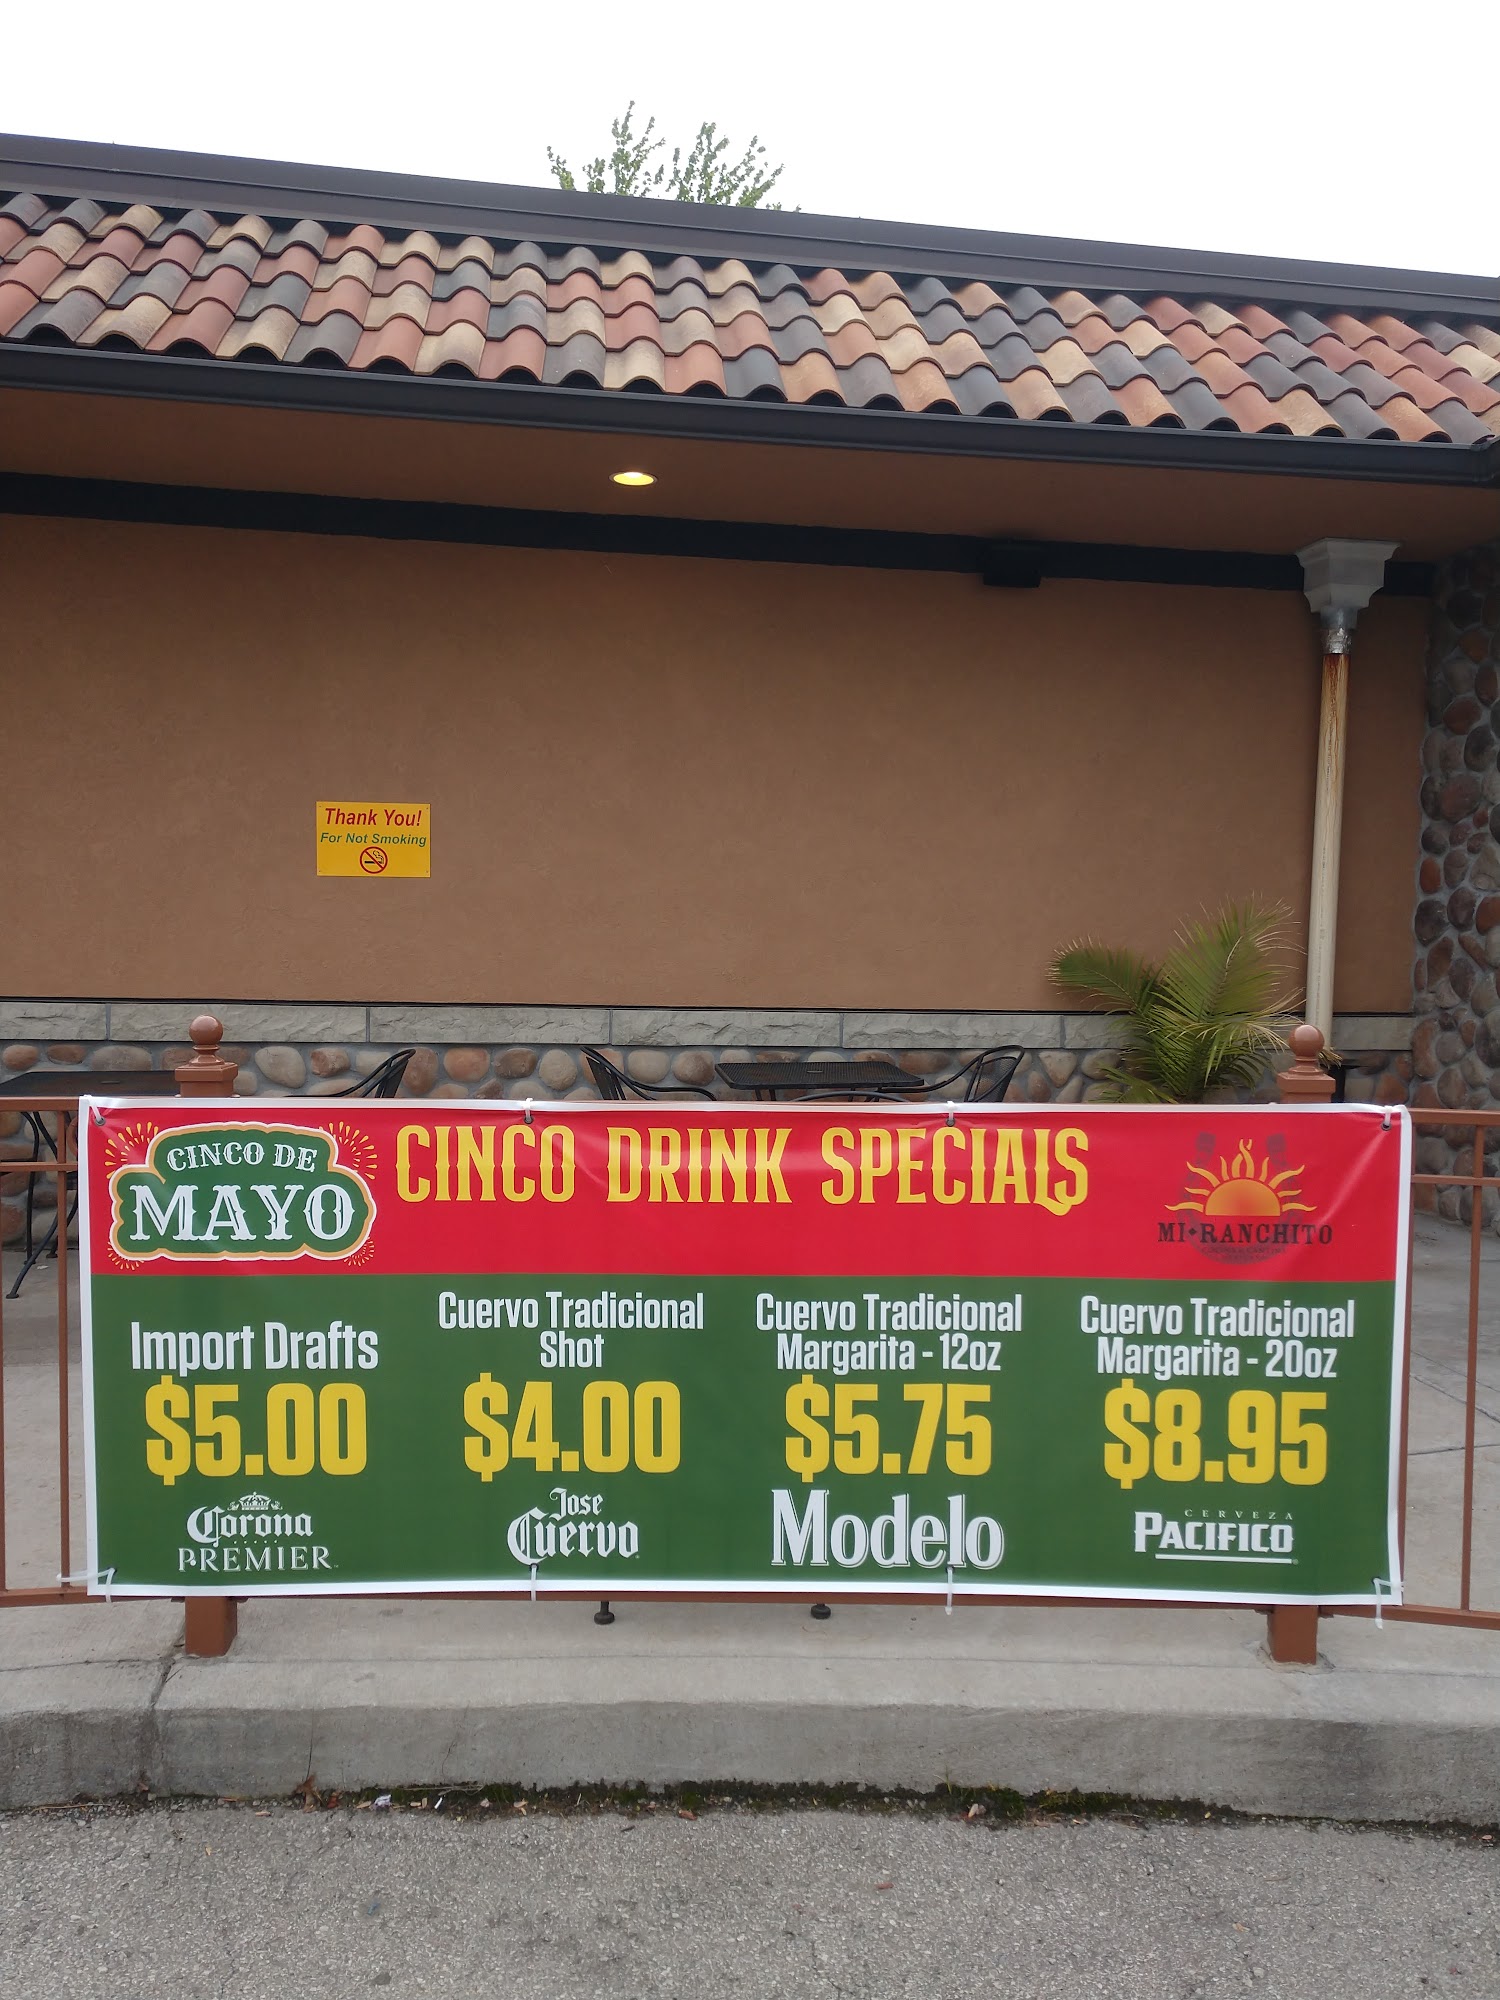 Thank You!
For Not Smoking
CINCO DE
MAYO
CINCO DRINK SPECIALS
MI RANCHITO
Import Drafts
$5.00
Corona
PREMIER
Cuervo Tradicional
Shot
$4.00
Jose
Cuervo
Cuervo Tradicional
Margarita - 12oz
$5.75
Modelo
Cuervo Tradicional
Margarita - 20oz
$8.95
CERVEZA
PACIFICO